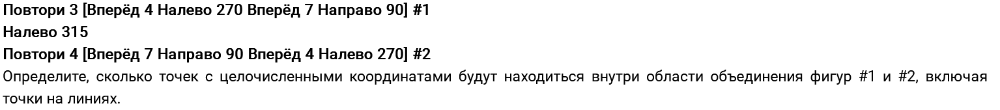 Повтори 3 [Вперёд 4 Налево 270 Вперёд 7 Направо 90] #1
Налево 315
Повтори 4 [Вперёд 7 Направо 90 Вперёд 4 Налево 270] #2
Определите, сколько точек с целочисленными координатами будут находиться внутри области объединения фигур #1 и #2, включая
точки на линиях.